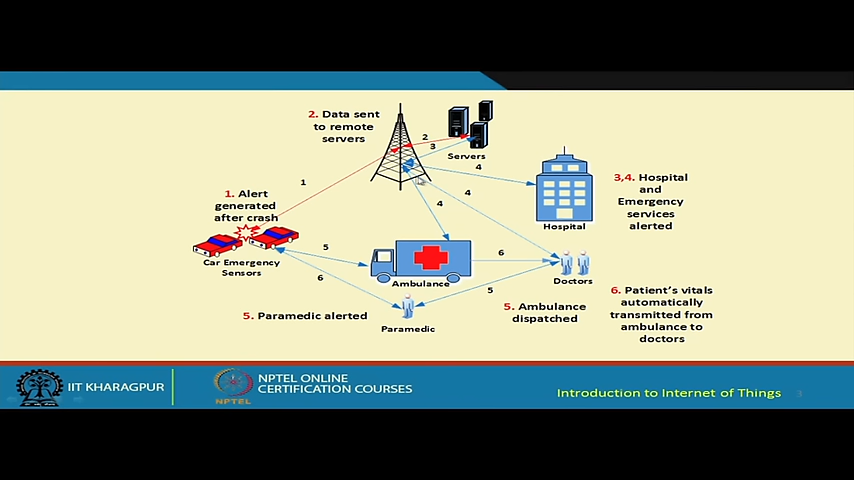 2. Data sent
to remote
servers
2
3
Servers
4
1
4
4
1. Alert
generated
after crash
Hospital
3,4. Hospital
and
Emergency
services
alerted
Car Emergency
Sensors
5
6
6
5
Ambulance
Doctors
5. Paramedic alerted
Paramedic
5. Ambulance
dispatched
6. Patient's vitals
automatically
transmitted from
ambulance to
doctors
IIT KHARAGPUR
NPTEL
NPTEL ONLINE
CERTIFICATION COURSES
Introduction to Internet of Things
3